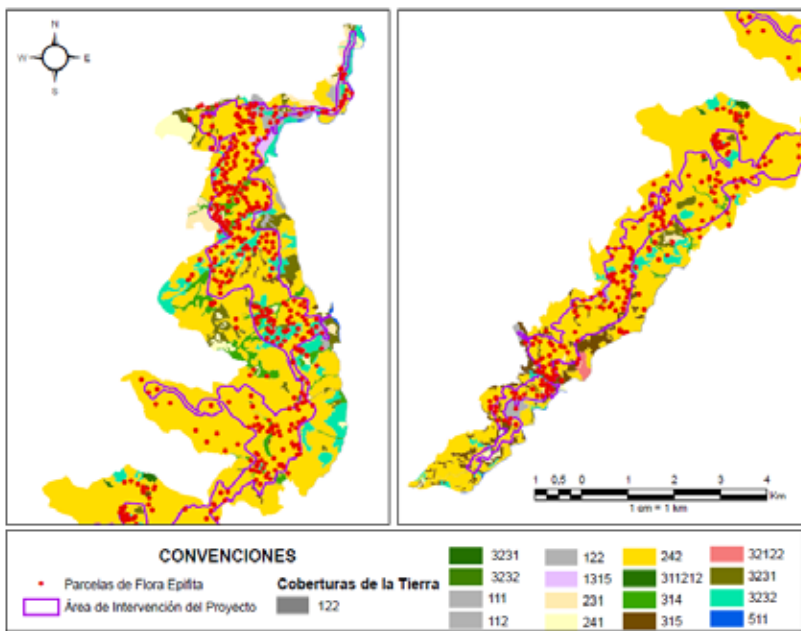 N
W E
S
1 0,5 0 1 2 3 4
Km
1 cm = 1 km
CONVENCIONES
Parcelas de Flora Epifita
Área de Intervención del Proyecto
Coberturas de la Tierra
122
3231
3232
111
112
122
1315
231
241
242
311212
314
315
32122
3231
3232
511